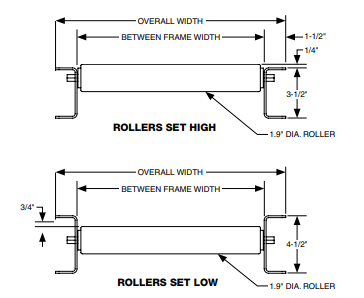 OVERALL WIDTH
BETWEEN FRAME WIDTH
1-1/2"
1/4"
3-1/2"
ROLLERS SET HIGH
1.9" DIA. ROLLER
OVERALL WIDTH
BETWEEN FRAME WIDTH
3/4"
4-1/2"
ROLLERS SET LOW
1.9" DIA. ROLLER